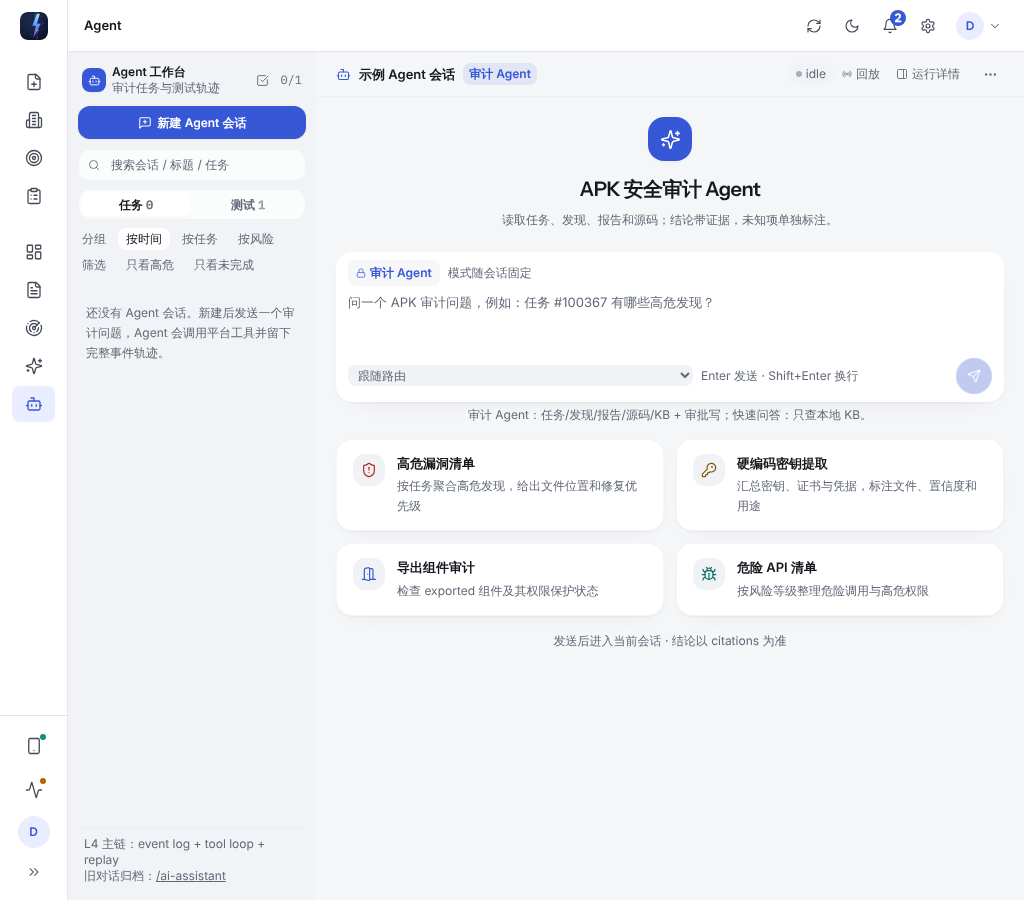 Agent
2
D
Agent 工作台
审计任务与测试轨迹
0/1
新建 Agent 会话
搜索会话 / 标题 / 任务
任务 0
测试 1
分组
按时间
按任务
按风险
筛选
只看高危
只看未完成
还没有 Agent 会话。新建后发送一个审
计问题，Agent 会调用平台工具并留下
完整事件轨迹。
D
L4 主链：event log + tool loop +
replay
旧对话归档：/ai-assistant
示例 Agent 会话
审计 Agent
idle
回放
运行详情
APK 安全审计 Agent
读取任务、发现、报告和源码；结论带证据，未知项单独标注。
审计 Agent
模式随会话固定
问一个 APK 审计问题，例如：任务 #100367 有哪些高危发现？
跟随路由
Enter 发送 · Shift+Enter 换行
审计 Agent：任务/发现/报告/源码/KB + 审批写；快速问答：只查本地 KB。
高危漏洞清单
按任务聚合高危发现，给出文件位置和修复优
先级
硬编码密钥提取
汇总密钥、证书与凭据，标注文件、置信度和
用途
导出组件审计
检查 exported 组件及其权限保护状态
危险 API 清单
按风险等级整理危险调用与高危权限
发送后进入当前会话 · 结论以 citations 为准